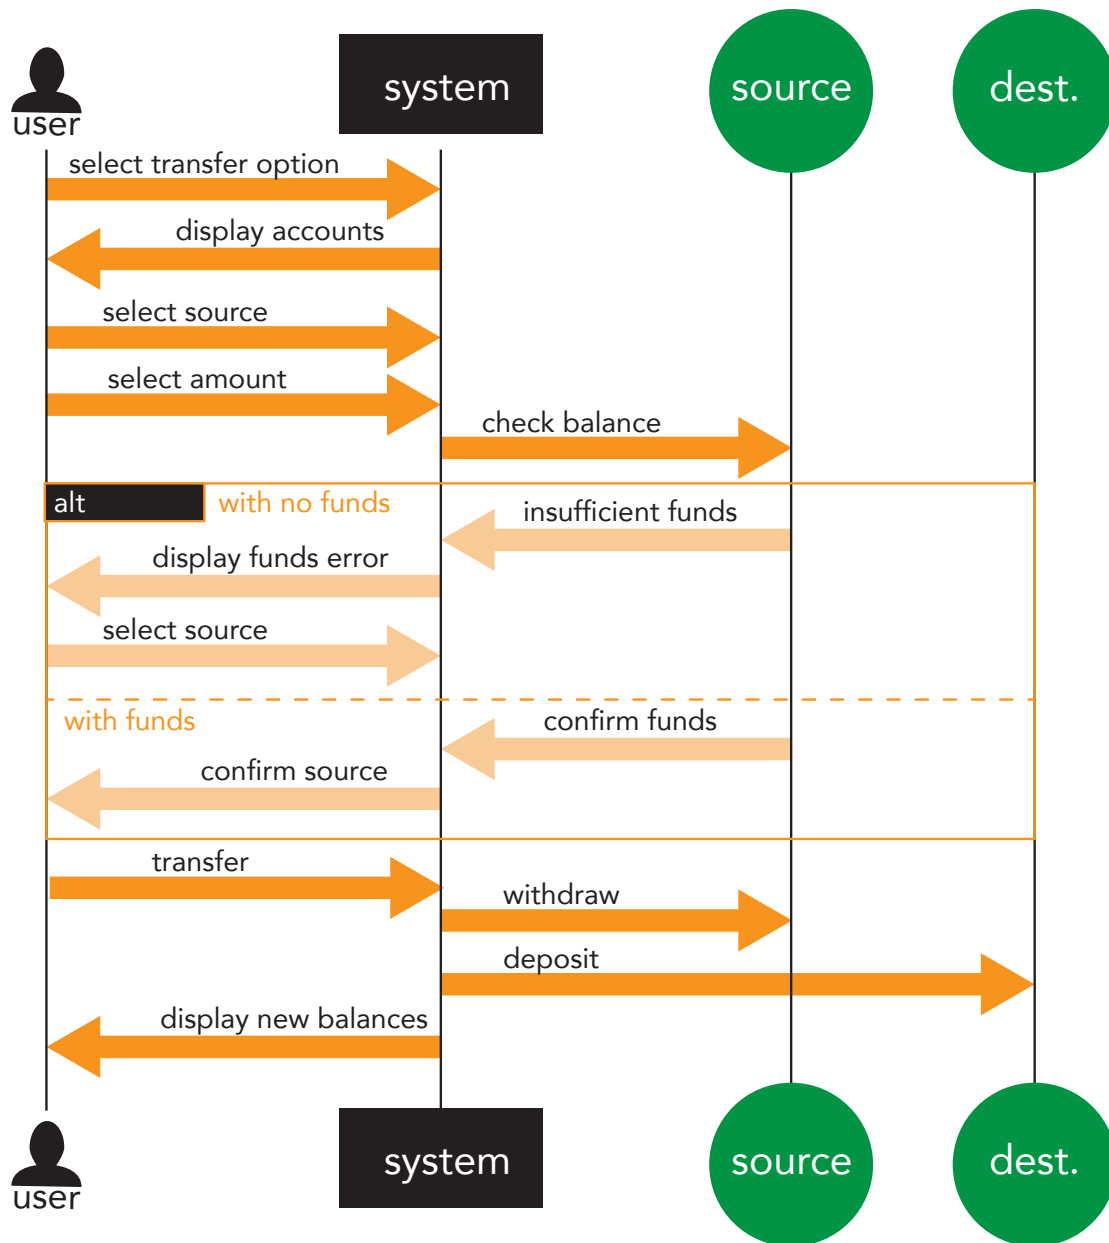 user
system
source
dest.
select transfer option
display accounts
select source
select amount
check balance
alt
with no funds
insufficient funds
display funds error
select source
with funds
confirm funds
confirm source
transfer
withdraw
deposit
display new balances
user
system
source
dest.